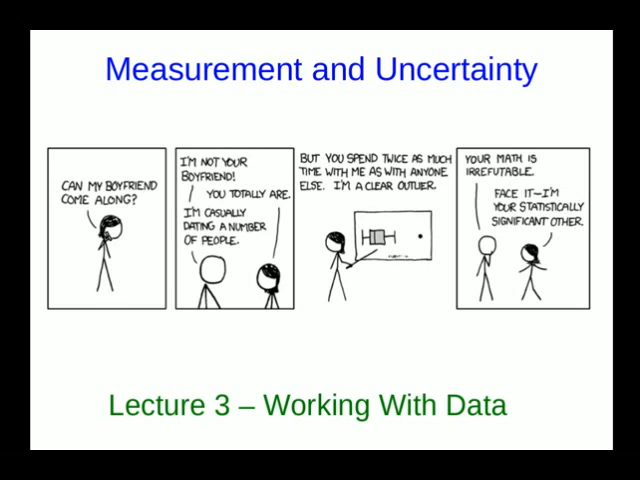 Measurement and Uncertainty
CAN MY BOYFRIEND
COME ALONG?
I'M NOT YOUR
BOYFRIEND!
YOU TOTALLY ARE.
I'M CASUALLY
DATING A NUMBER
OF PEOPLE.
BUT YOU SPEND TWICE AS MUCH
TIME WITH ME AS WITH ANYONE
ELSE. I'M A CLEAR OUTLIER.
YOUR MATH IS
IRREFUTABLE.
FACE IT—I'M
YOUR STATISTICALLY
SIGNIFICANT OTHER.
Lecture 3 – Working With Data